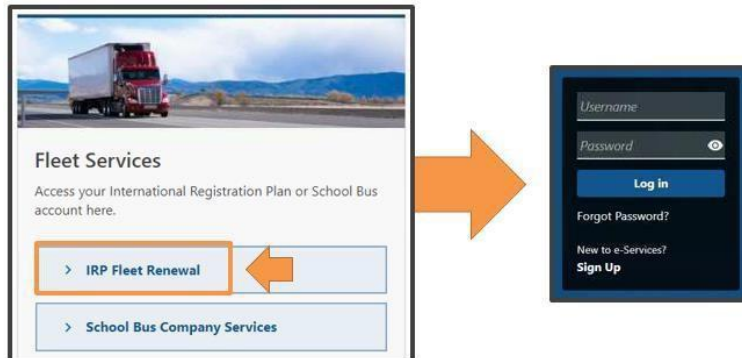 Fleet Services
Access your International Registration Plan or School Bus
account here.
> IRP Fleet Renewal
> School Bus Company Services
Username
Password
Log in
Forgot Password?
New to e-Services?
Sign Up